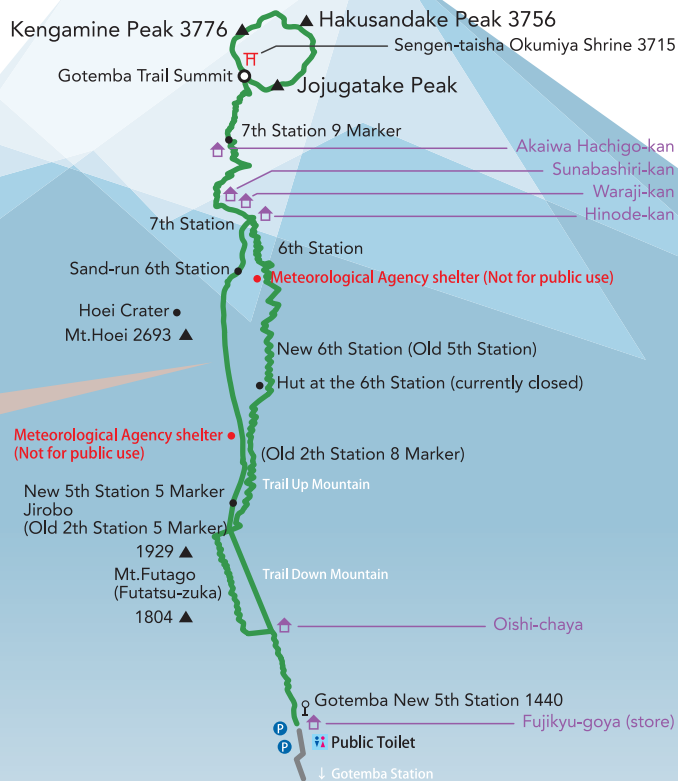 Kengamine Peak 3776
Hakusandake Peak 3756
Sengen-taisha Okumiya Shrine 3715
Gotemba Trail Summit
Jojugatake Peak
7th Station 9 Marker
Akaiwa Hachigo-kan
Sunabashiri-kan
Waraji-kan
Hinode-kan
7th Station
6th Station
Sand-run 6th Station
Meteorological Agency shelter (Not for public use)
Hoei Crater
Mt.Hoei 2693
New 6th Station (Old 5th Station)
Hut at the 6th Station (currently closed)
Meteorological Agency shelter
(Not for public use)
(Old 2th Station 8 Marker)
Trail Up Mountain
New 5th Station 5 Marker
Jirobo
(Old 2th Station 5 Marker)
1929
Trail Down Mountain
Mt.Futago
(Futatsu-zuka)
1804
Oishi-chaya
Gotemba New 5th Station 1440
Fujikyu-goya (store)
P
P
Public Toilet
↓ Gotemba Station